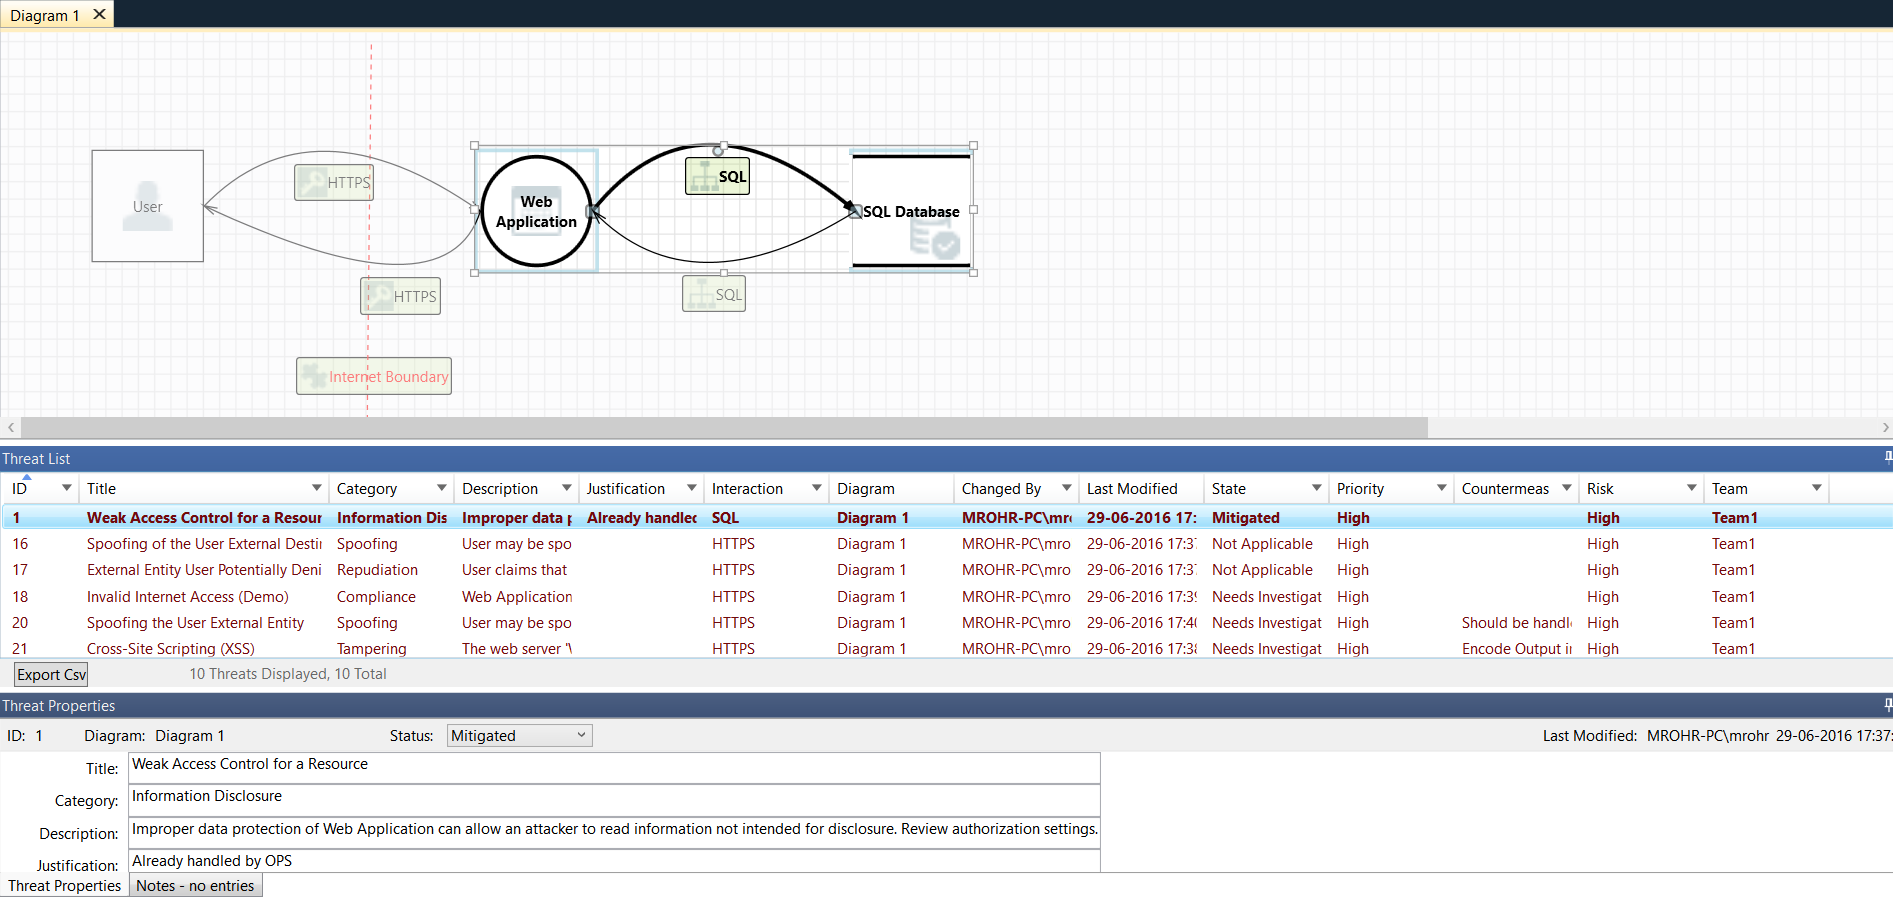 Diagram 1
User
HTTPS
HTTPS
Internet Boundary
Web
Application
SQL
SQL
SQL Database
Threat List
ID Title Category Description Justification Interaction Diagram Changed By Last Modified State Priority Countermeas Risk Team
1 Weak Access Control for a Resour Information Dis Improper data p Already handled SQL Diagram 1 MROHR-PC\mro 29-06-2016 17: Mitigated High High Team1
16 Spoofing of the User External Destin Spoofing User may be spo HTTPS Diagram 1 MROHR-PC\mro 29-06-2016 17:37 Not Applicable High High Team1
17 External Entity User Potentially Deni Repudiation User claims that HTTPS Diagram 1 MROHR-PC\mro 29-06-2016 17:37 Not Applicable High High Team1
18 Invalid Internet Access (Demo) Compliance Web Application HTTPS Diagram 1 MROHR-PC\mro 29-06-2016 17:39 Needs Investigat High High Team1
20 Spoofing the User External Entity Spoofing User may be spo HTTPS Diagram 1 MROHR-PC\mro 29-06-2016 17:40 Needs Investigat High Should be handl High Team1
21 Cross-Site Scripting (XSS) Tampering The web server 'W HTTPS Diagram 1 MROHR-PC\mro 29-06-2016 17:38 Needs Investigat High Encode Output in High Team1
Export Csv 10 Threats Displayed, 10 Total
Threat Properties
ID: 1 Diagram: Diagram 1 Status: Mitigated Last Modified: MROHR-PC\mrohr 29-06-2016 17:37:
Title: Weak Access Control for a Resource
Category: Information Disclosure
Description: Improper data protection of Web Application can allow an attacker to read information not intended for disclosure. Review authorization settings.
Justification: Already handled by OPS
Threat Properties Notes - no entries